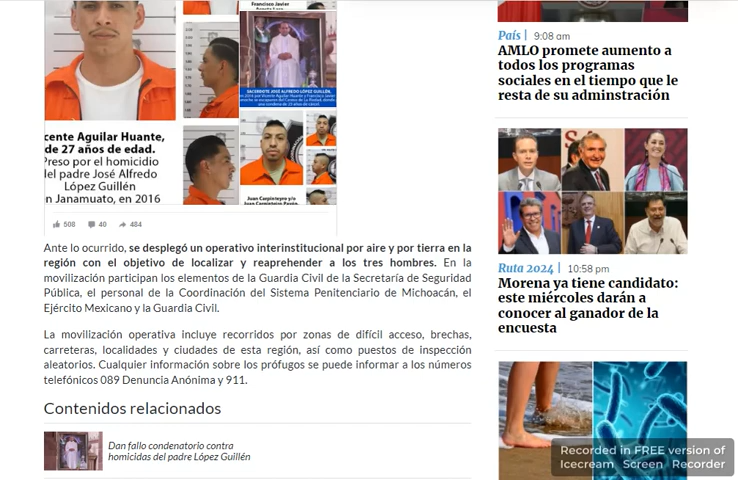 Francisco Javier
SACERDOTE JOSÉ ALFREDO LÓPEZ GUILLÉN,
cente Aguilar Huante,
de 27 años de edad.
Preso por el homicidio
del padre José Alfredo
López Guillén
n Janamuato, en 2016
Juan Carpinteyro y/o
508 40 484
Ante lo ocurrido, se desplegó un operativo interinstitucional por aire y por tierra en la
región con el objetivo de localizar y reaprehender a los tres hombres. En la
movilización participan los elementos de la Guardia Civil de la Secretaría de Seguridad
Pública, el personal de la Coordinación del Sistema Penitenciario de Michoacán, el
Ejército Mexicano y la Guardia Civil.
La movilización operativa incluye recorridos por zonas de difícil acceso, brechas,
carreteras, localidades y ciudades de esta región, así como puestos de inspección
aleatorios. Cualquier información sobre los prófugos se puede informar a los números
telefónicos 089 Denuncia Anónima y 911.
Contenidos relacionados
Dan fallo condenatorio contra
homicidas del padre López Guillén
País | 9:08 am
AMLO promete aumento a
todos los programas
sociales en el tiempo que le
resta de su adminstración
Ruta 2024 | 10:58 pm
Morena ya tiene candidato:
este miércoles darán a
conocer al ganador de la
encuesta
Recorded in FREE version of
Icecream Screen Recorder